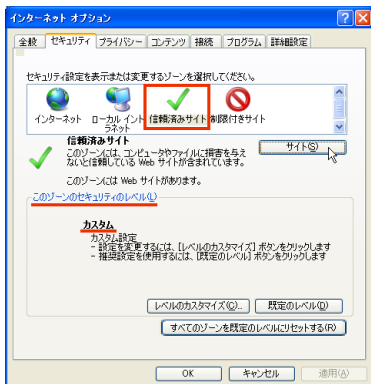 インターネット オプション
全般 セキュリティ プライバシー コンテンツ 接続 プログラム 詳細設定
セキュリティ設定を表示または変更するゾーンを選択してください。
インターネット ローカル イントラネット 信頼済みサイト 制限付きサイト
信頼済みサイト
サイト(S)
このゾーンには、コンピュータやファイルに損害を与え
ないと信頼している Web サイトが含まれています。
このゾーンには Web サイトがあります。
このゾーンのセキュリティのレベル(L)
カスタム
カスタム設定
- 設定を変更するには、[レベルのカスタマイズ] ボタンをクリックします
- 推奨設定を使用するには、[既定のレベル] ボタンをクリックします
レベルのカスタマイズ(C)... 既定のレベル(D)
すべてのゾーンを既定のレベルにリセットする(R)
OK キャンセル 適用(A)